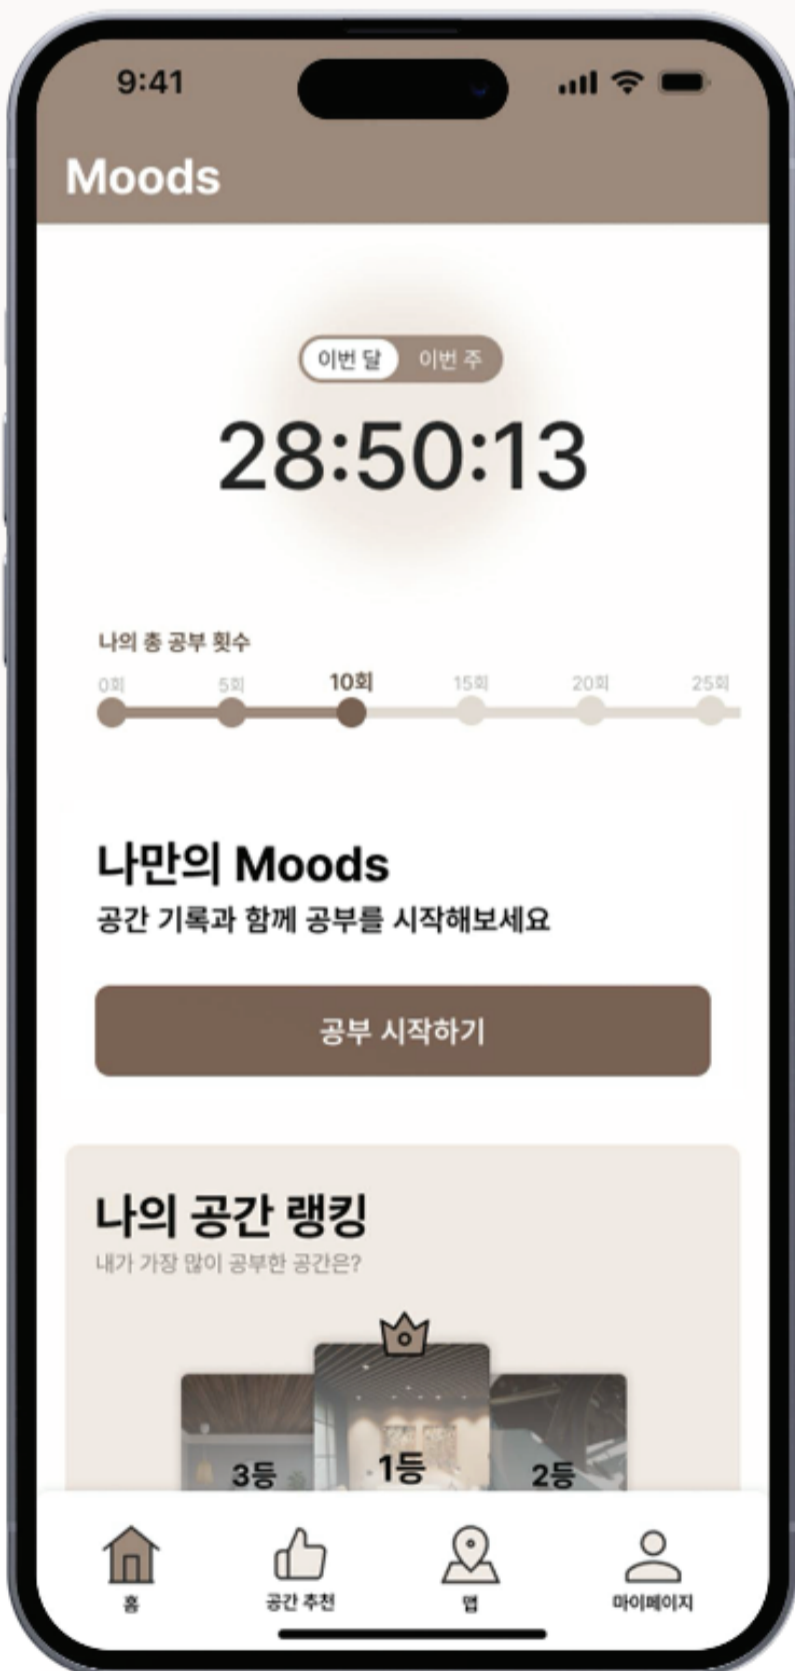 9:41
Moods
이번 달 이번 주
28:50:13
나의 총 공부 횟수
0회 5회 10회 15회 20회 25회
나만의 Moods
공간 기록과 함께 공부를 시작해보세요
공부 시작하기
나의 공간 랭킹
내가 가장 많이 공부한 공간은?
3등 1등 2등
홈 공간 추천 맵 마이페이지